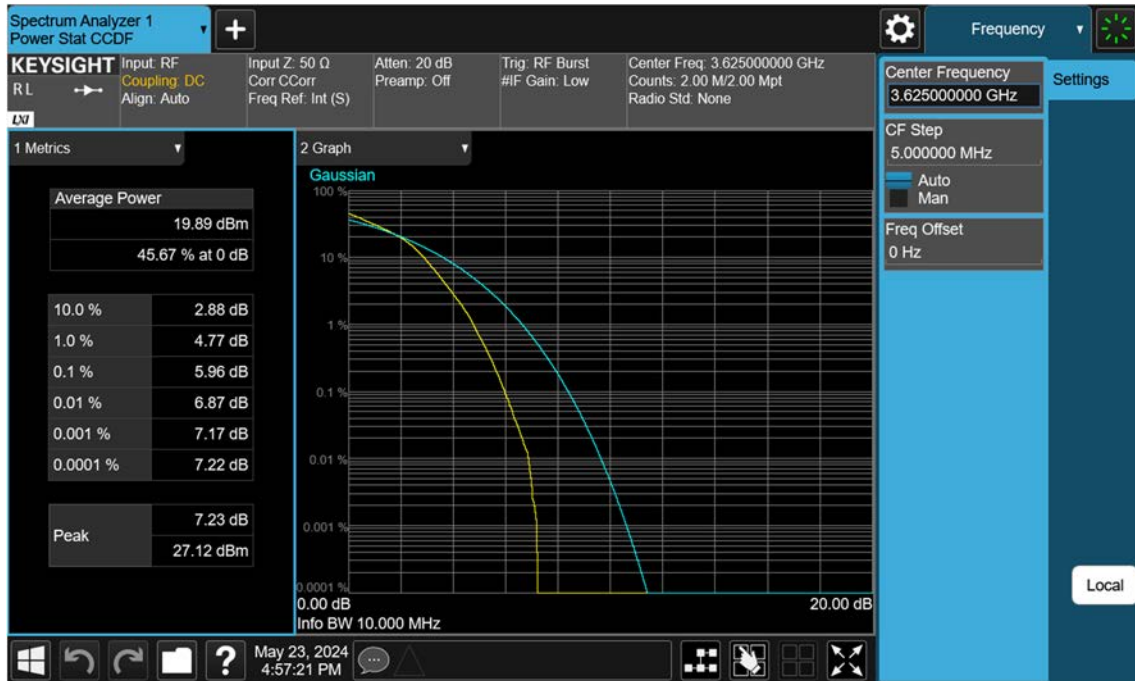 Spectrum Analyzer 1
Power Stat CCDF
+
Frequency
KEYSIGHT
R L
LXI
Input: RF
Coupling: DC
Align: Auto
Input Z: 50 Ω
Corr CCorr
Freq Ref: Int (S)
Atten: 20 dB
Preamp: Off
Trig: RF Burst
#IF Gain: Low
Center Freq: 3.625000000 GHz
Counts: 2.00 M/2.00 Mpt
Radio Std: None
Center Frequency
3.625000000 GHz
Settings
CF Step
5.000000 MHz
Auto
Man
Freq Offset
0 Hz
1 Metrics
Average Power
19.89 dBm
45.67 % at 0 dB
10.0 % 2.88 dB
1.0 % 4.77 dB
0.1 % 5.96 dB
0.01 % 6.87 dB
0.001 % 7.17 dB
0.0001 % 7.22 dB
Peak
7.23 dB
27.12 dBm
2 Graph
Gaussian
100 %
10 %
1 %
0.1 %
0.01 %
0.001 %
0.0001 %
0.00 dB 20.00 dB
Info BW 10.000 MHz
Local
?
May 23, 2024
4:57:21 PM